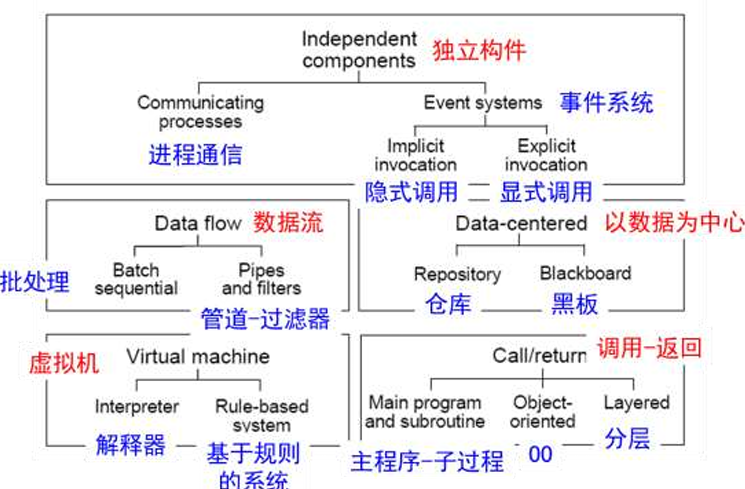 Independent
components
独立构件
Communicating
processes
进程通信
Event systems
事件系统
Implicit
invocation
隐式调用
Explicit
invocation
显式调用
Data flow
数据流
Batch
sequential
批处理
Pipes
and filters
管道-过滤器
Data-centered
以数据为中心
Repository
仓库
Blackboard
黑板
虚拟机
Virtual machine
Interpreter
解释器
Rule-based
system
基于规则
的系统
Call/return
调用-返回
Main program
and subroutine
主程序-子过程
Object-
oriented
OO
Layered
分层